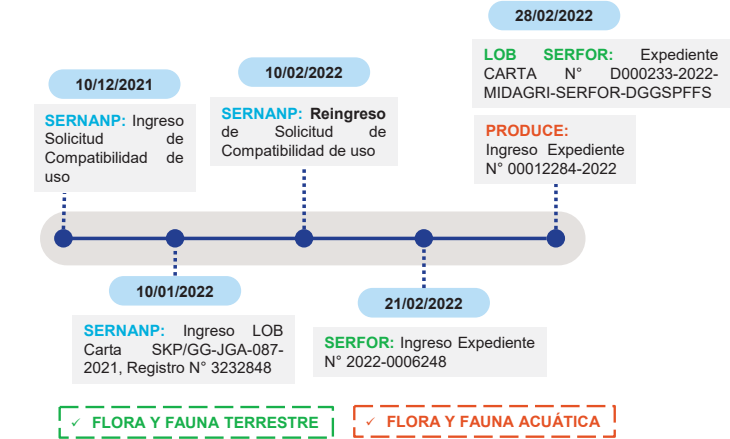 10/12/2021
SERNANP: Ingreso
Solicitud de
Compatibilidad de
uso
10/01/2022
SERNANP: Ingreso LOB
Carta SKP/GG-JGA-087-
2021, Registro N° 3232848
10/02/2022
SERNANP: Reingreso
de Solicitud de
Compatibilidad de uso
21/02/2022
SERFOR: Ingreso Expediente
N° 2022-0006248
28/02/2022
LOB SERFOR: Expediente
CARTA N° D000233-2022-
MIDAGRI-SERFOR-DGGSPFFS
PRODUCE:
Ingreso Expediente
N° 00012284-2022
✓ FLORA Y FAUNA TERRESTRE
✓ FLORA Y FAUNA ACUÁTICA